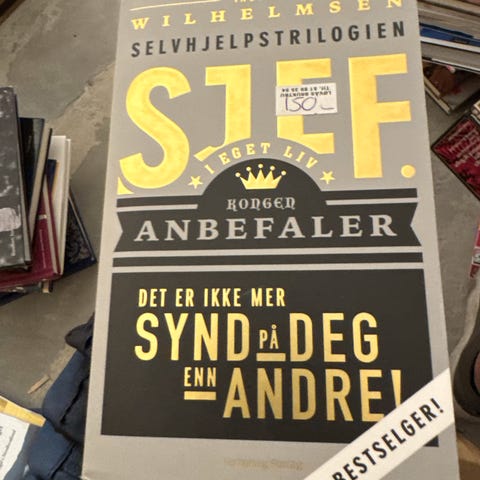 WILHELMSEN
SELVHJELPSTRILOGIEN
SJEF.
150,-
I EGET LIV
KONGEN
ANBEFALER
DET ER IKKE MER
SYND PÅ DEG
ENN ANDRE!
BESTSELGER!